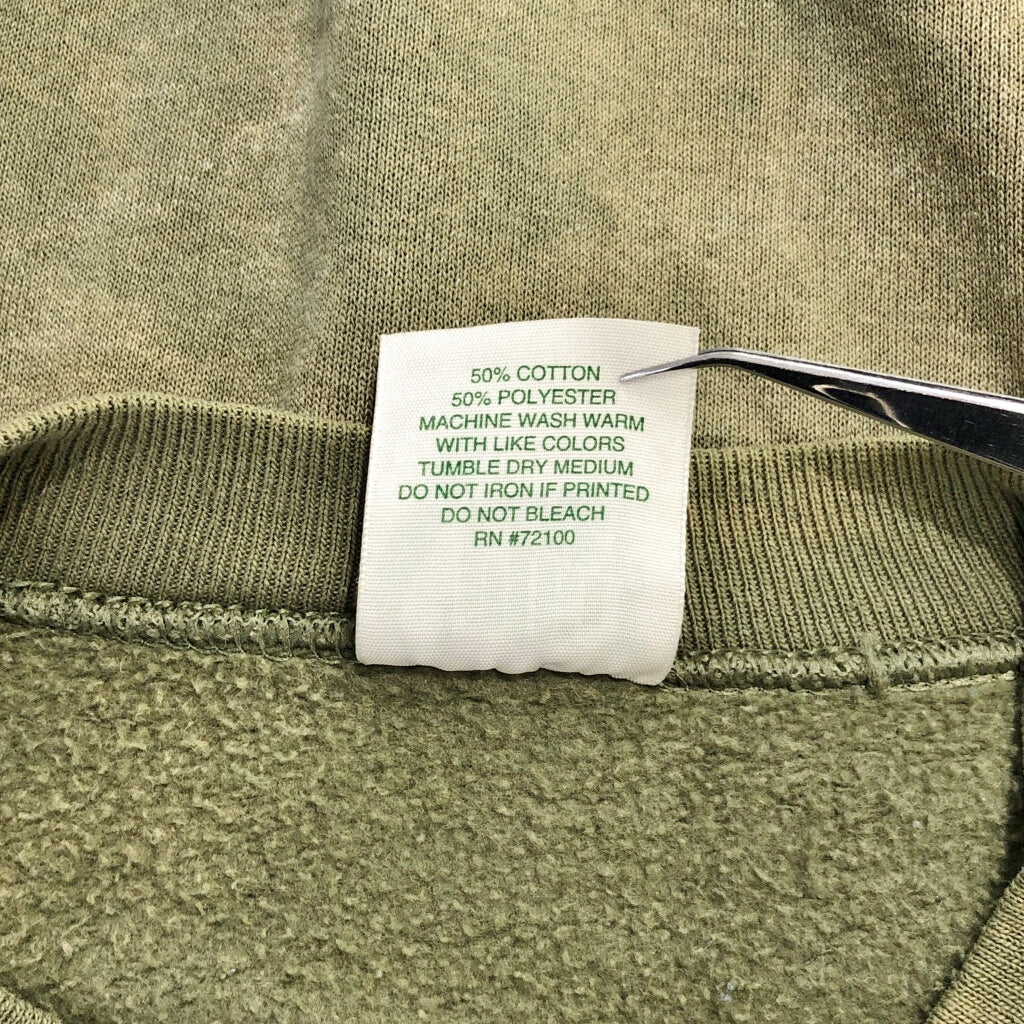 50% COTTON
50% POLYESTER
MACHINE WASH WARM
WITH LIKE COLORS
TUMBLE DRY MEDIUM
DO NOT IRON IF PRINTED
DO NOT BLEACH
RN #72100